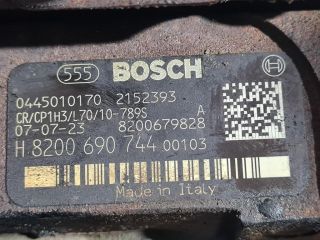 555 BOSCH
0445010170 2152393
CR/CP1H3/L70/10-789S A
07-07-23 8200679828
H 8200 690 744 00103
Made in Italy